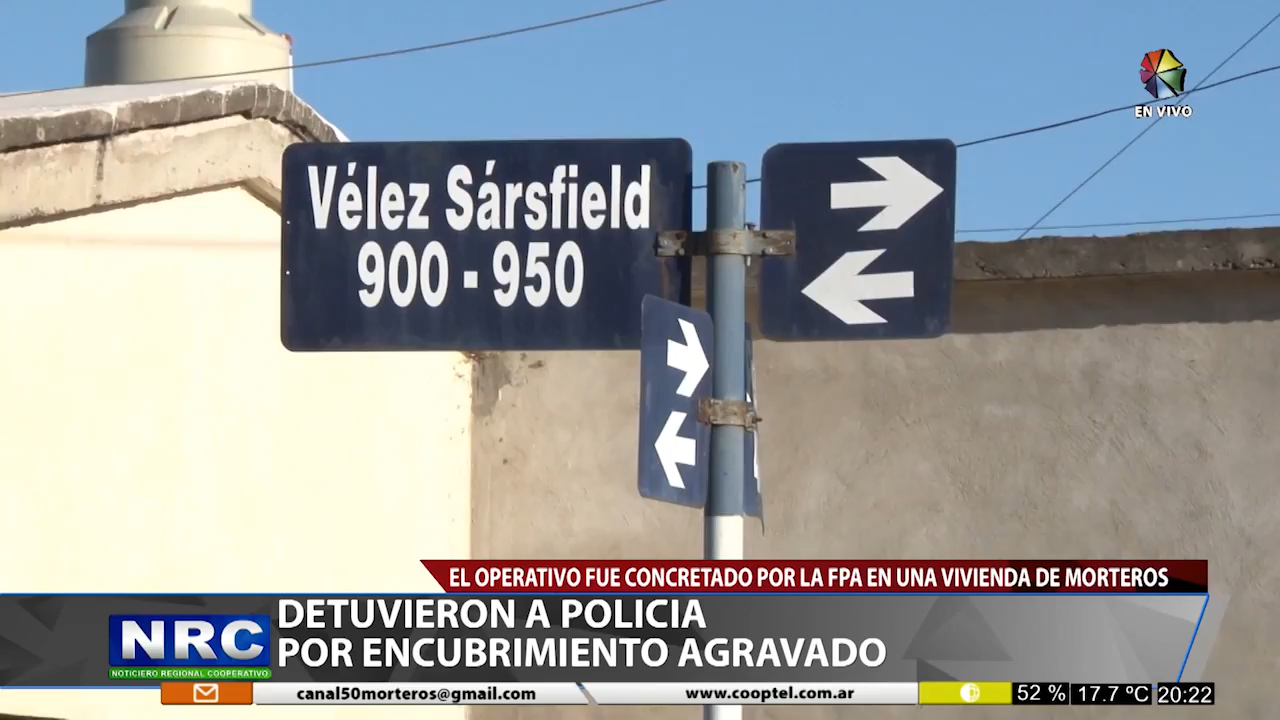 EN VIVO
Vélez Sársfield
900 - 950
EL OPERATIVO FUE CONCRETADO POR LA FPA EN UNA VIVIENDA DE MORTEROS
DETUVIERON A POLICIA
POR ENCUBRIMIENTO AGRAVADO
NRC
NOTICIERO REGIONAL COOPERATIVO
canal50morteros@gmail.com
www.cooptel.com.ar
52 %
17.7 ºC
20:22